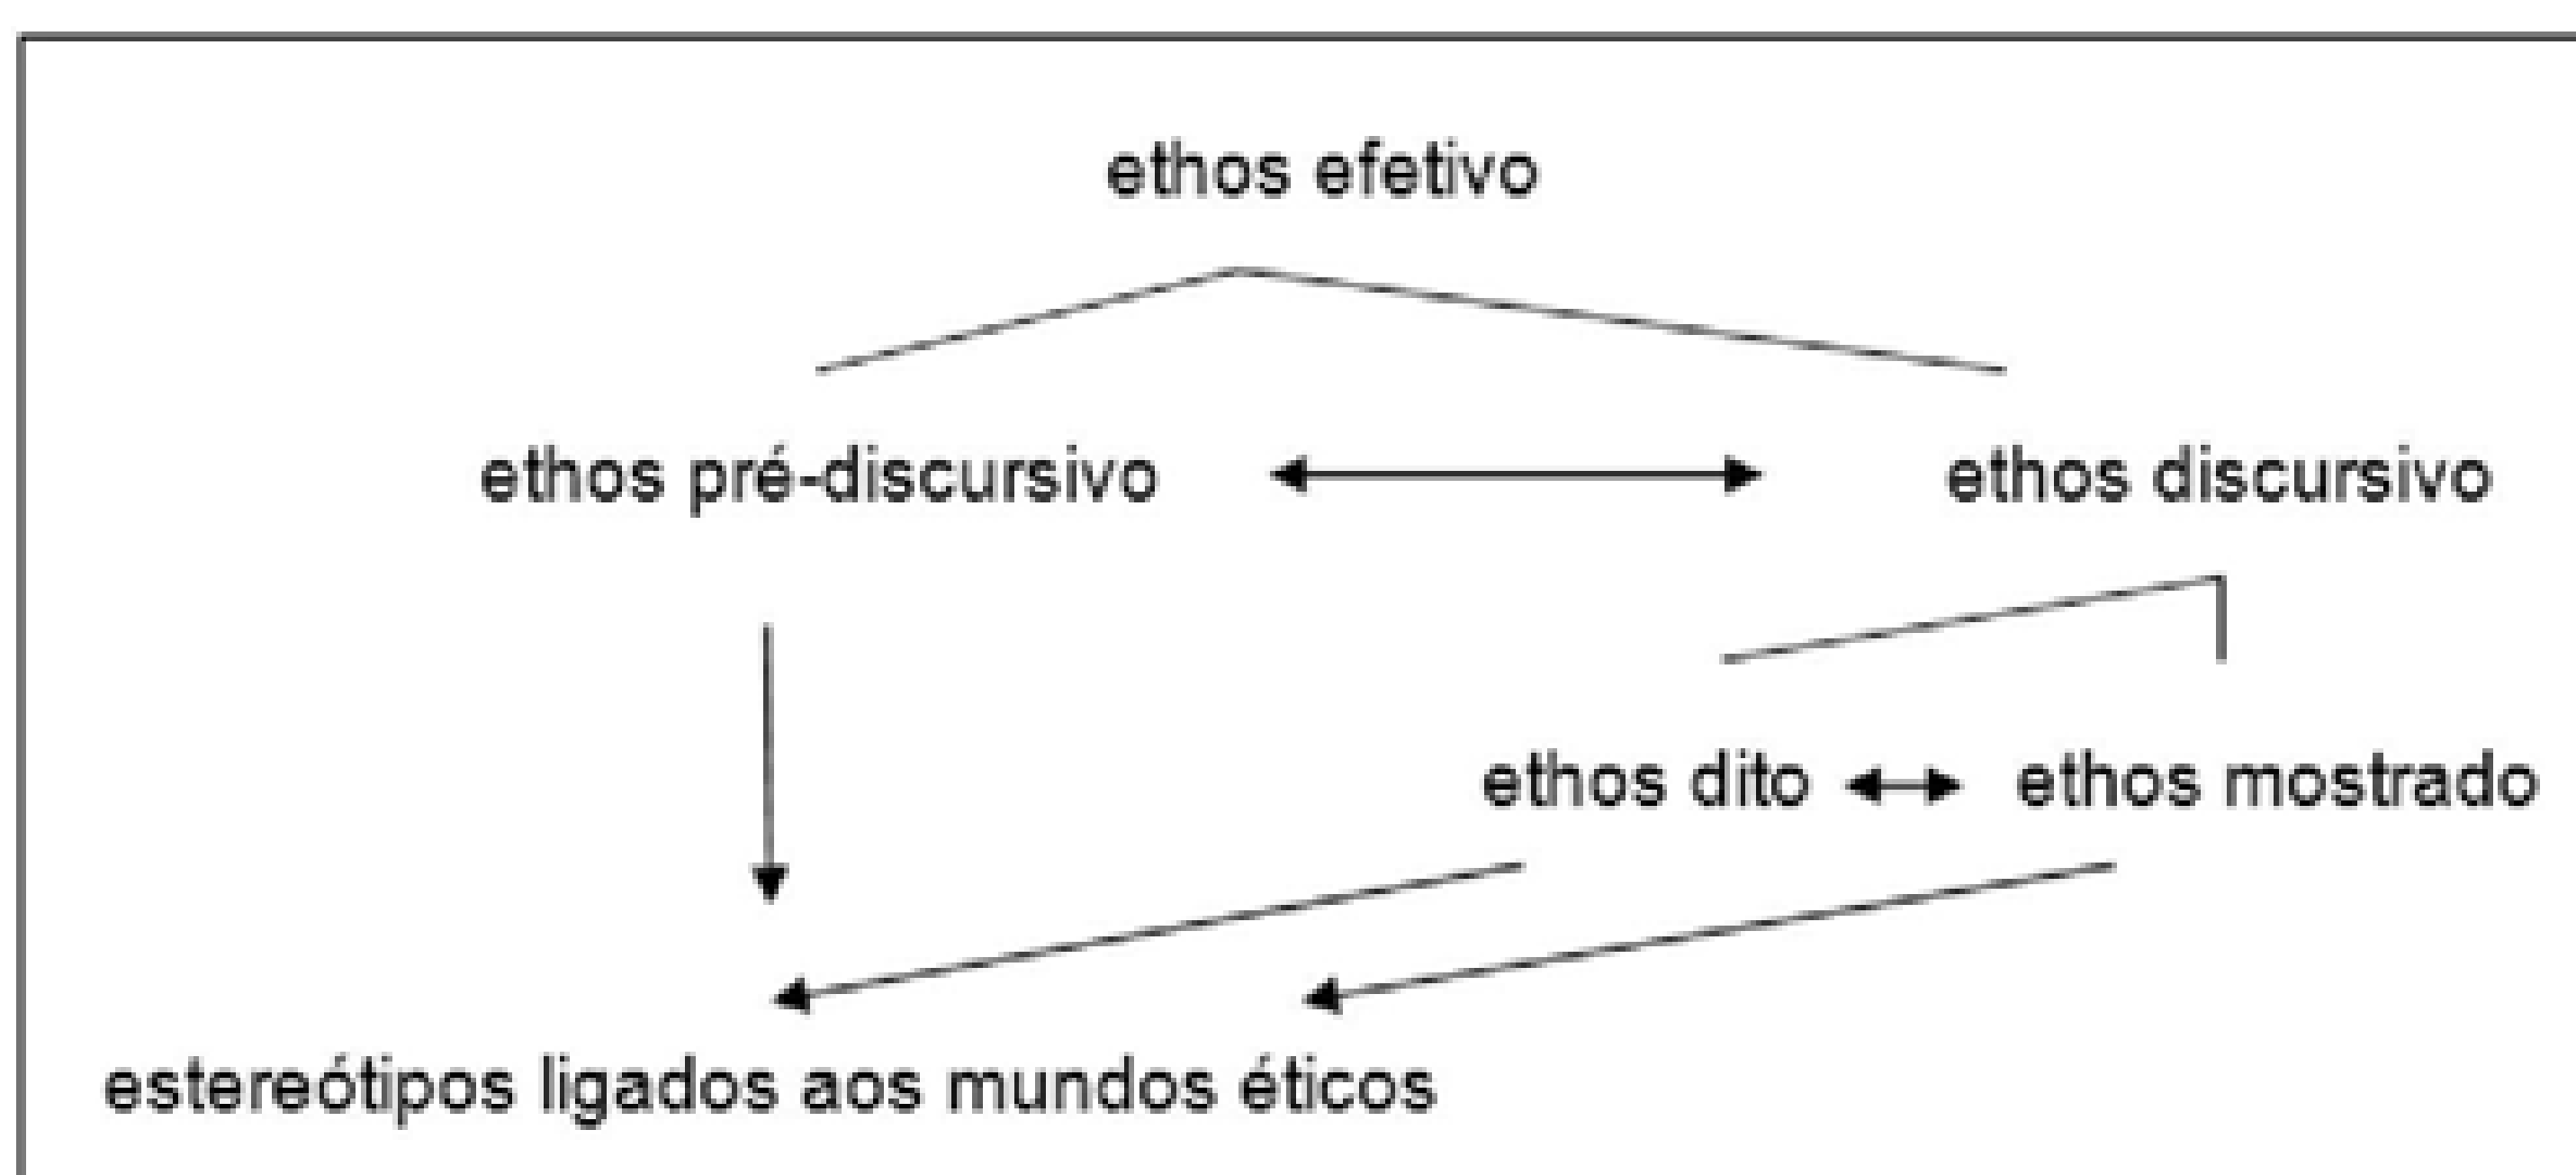 ethos efetivo
ethos pré-discursivo ethos discursivo
ethos dito ethos mostrado
estereótipos ligados aos mundos éticos